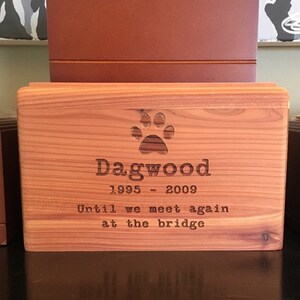 Dagwood
1995 - 2009
Until we meet again
at the bridge